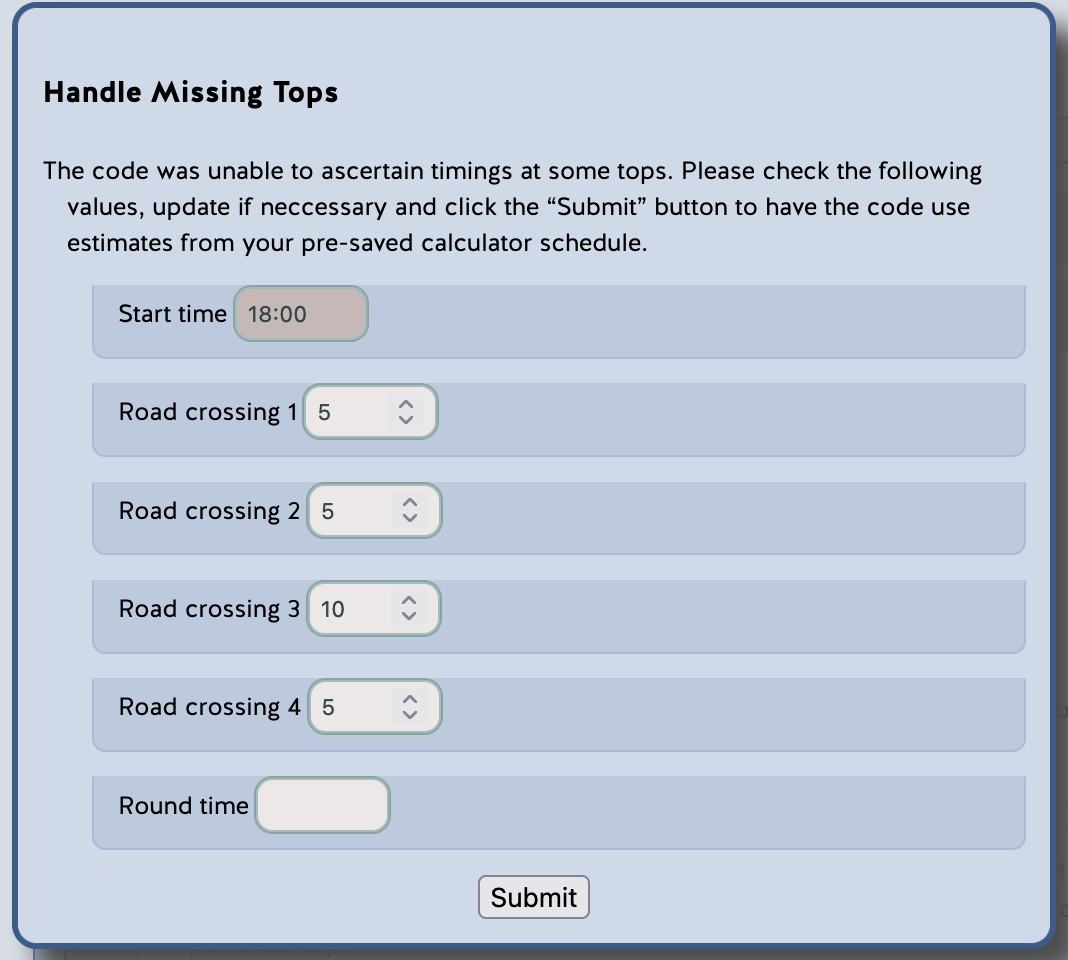 Handle Missing Tops
The code was unable to ascertain timings at some tops. Please check the following
values, update if neccessary and click the “Submit” button to have the code use
estimates from your pre-saved calculator schedule.
Start time 18:00
Road crossing 1 5
Road crossing 2 5
Road crossing 3 10
Road crossing 4 5
Round time
Submit